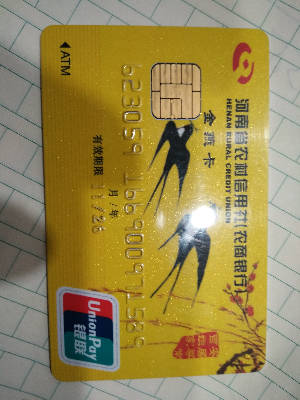 河南省农村信用社(农商银行)
HENAN RURAL CREDIT UNION
金燕卡
月/年
有效期限
ATM
UnionPay
银联